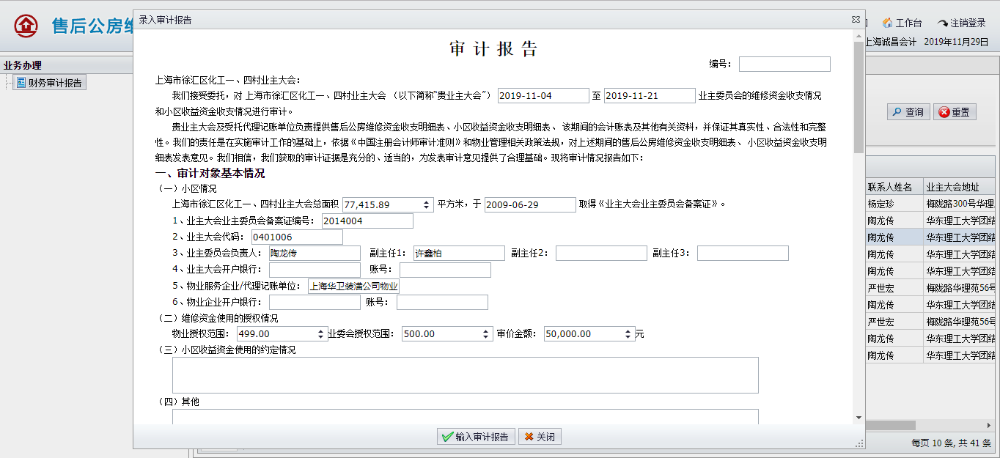 售后公房维
工作台
注销登录
上海诚昌会计 2019年11月29日
业务办理
财务审计报告
录入审计报告
审 计 报 告
编号：
上海市徐汇区化工一、四村业主大会：
我们接受委托，对 上海市徐汇区化工一、四村业主大会 （以下简称“贵业主大会”） 2019-11-04 至 2019-11-21 业主委员会的维修资金收支情况
和小区收益资金收支情况进行审计。
贵业主大会及受托代理记账单位负责提供售后公房维修资金收支明细表、小区收益资金收支明细表、 该期间的会计账表及其他有关资料，并保证其真实性、合法性和完整
性。我们的责任是在实施审计工作的基础上，依据《中国注册会计师审计准则》和物业管理相关政策法规，对上述期间的售后公房维修资金收支明细表、 小区收益资金收支明
细表发表意见。我们相信，我们获取的审计证据是充分的、适当的，为发表审计意见提供了合理基础。现将审计情况报告如下：
一、审计对象基本情况
（一）小区情况
上海市徐汇区化工一、四村业主大会总面积 77,415.89 平方米，于 2009-06-29 取得《业主大会业主委员会备案证》。
1、业主大会业主委员会备案证编号： 2014004
2、业主大会代码： 0401006
3、业主委员会负责人： 陶龙传 副主任1： 许鑫柏 副主任2： 副主任3：
4、业主大会开户银行： 账号：
5、物业服务企业/代理记账单位： 上海华卫装潢公司物业
6、物业企业开户银行： 账号：
（二）维修资金使用的授权情况
物业授权范围： 499.00 业委会授权范围： 500.00 审价金额： 50,000.00 元
（三）小区收益资金使用的约定情况
（四）其他
输入审计报告 关闭
查询 重置
联系人姓名 业主大会地址
杨定珍 梅陇路300号华理
陶龙传 华东理工大学团结
陶龙传 华东理工大学团结
陶龙传 华东理工大学团结
陶龙传 华东理工大学团结
严世宏 梅陇路华理苑56号
陶龙传 华东理工大学团结
严世宏 梅陇路华理苑56号
陶龙传 华东理工大学团结
陶龙传 华东理工大学团结
每页 10 条, 共 41 条